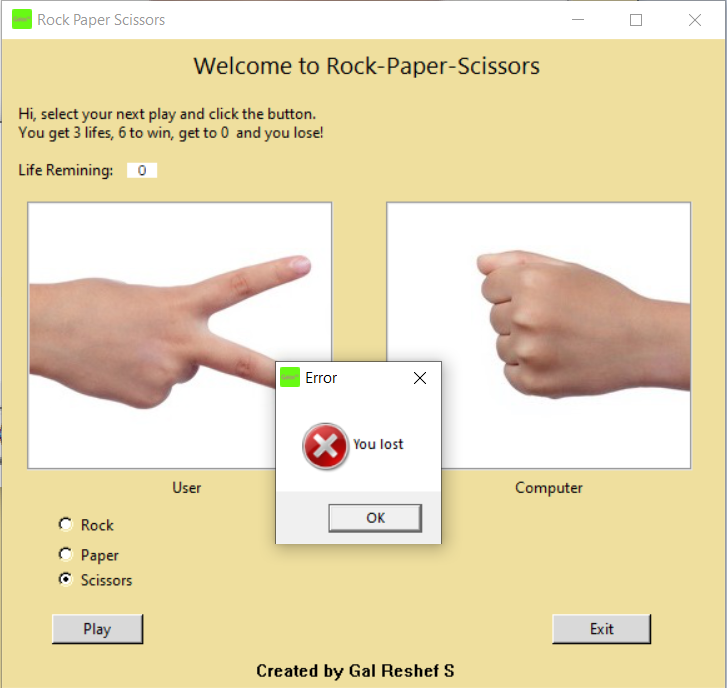 Rock Paper Scissors
Welcome to Rock-Paper-Scissors
Hi, select your next play and click the button.
You get 3 lifes, 6 to win, get to 0 and you lose!
Life Remining: 0
Error
You lost
OK
User
Computer
Rock
Paper
Scissors
Play
Exit
Created by Gal Reshef S